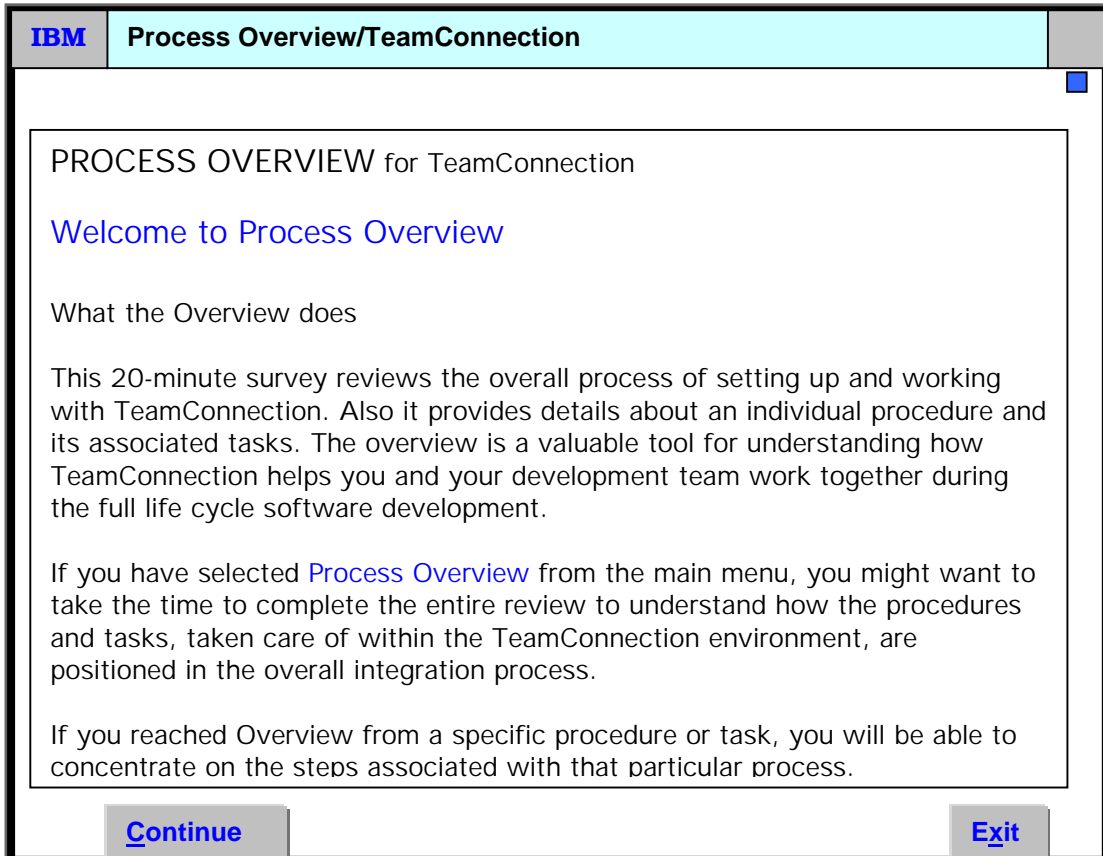 IBM Process Overview/TeamConnection
PROCESS OVERVIEW for TeamConnection
Welcome to Process Overview
What the Overview does
This 20-minute survey reviews the overall process of setting up and working
with TeamConnection. Also it provides details about an individual procedure and
its associated tasks. The overview is a valuable tool for understanding how
TeamConnection helps you and your development team work together during
the full life cycle software development.
If you have selected Process Overview from the main menu, you might want to
take the time to complete the entire review to understand how the procedures
and tasks, taken care of within the TeamConnection environment, are
positioned in the overall integration process.
If you reached Overview from a specific procedure or task, you will be able to
concentrate on the steps associated with that particular process.
Continue Exit